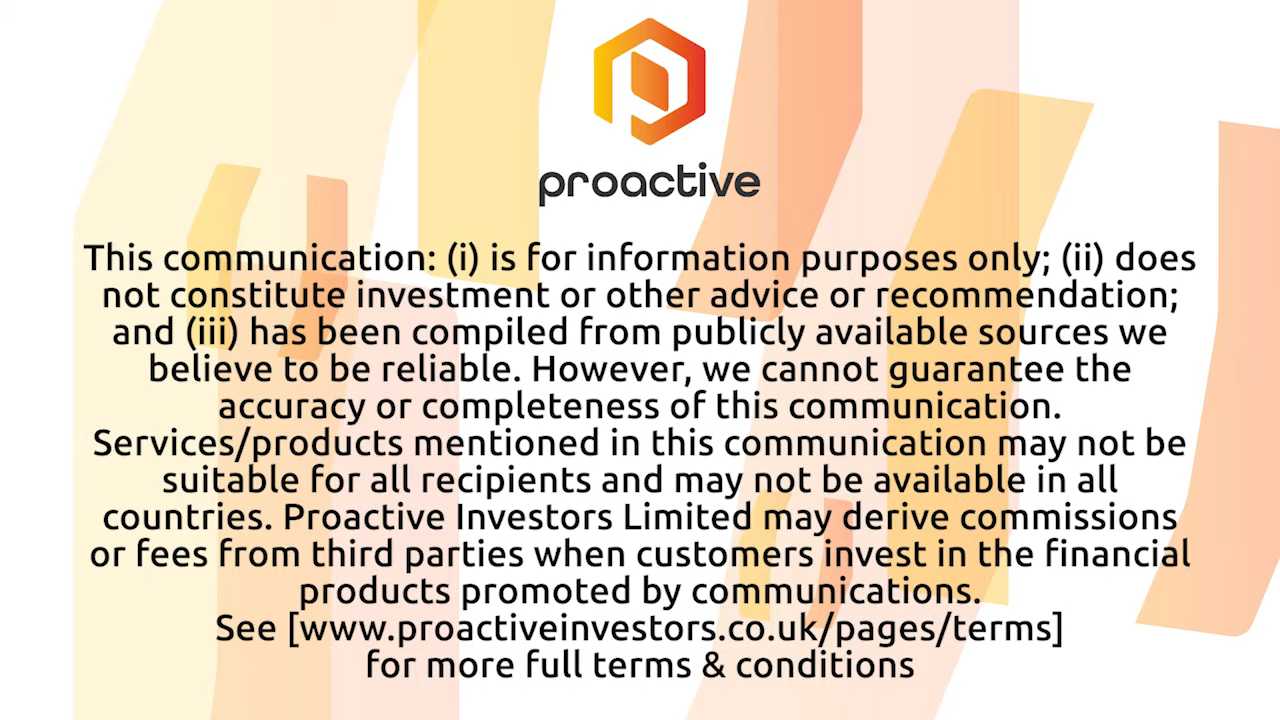 proactive
This communication: (i) is for information purposes only; (ii) does
not constitute investment or other advice or recommendation;
and (iii) has been compiled from publicly available sources we
believe to be reliable. However, we cannot guarantee the
accuracy or completeness of this communication.
Services/products mentioned in this communication may not be
suitable for all recipients and may not be available in all
countries. Proactive Investors Limited may derive commissions
or fees from third parties when customers invest in the financial
products promoted by communications.
See [www.proactiveinvestors.co.uk/pages/terms]
for more full terms & conditions